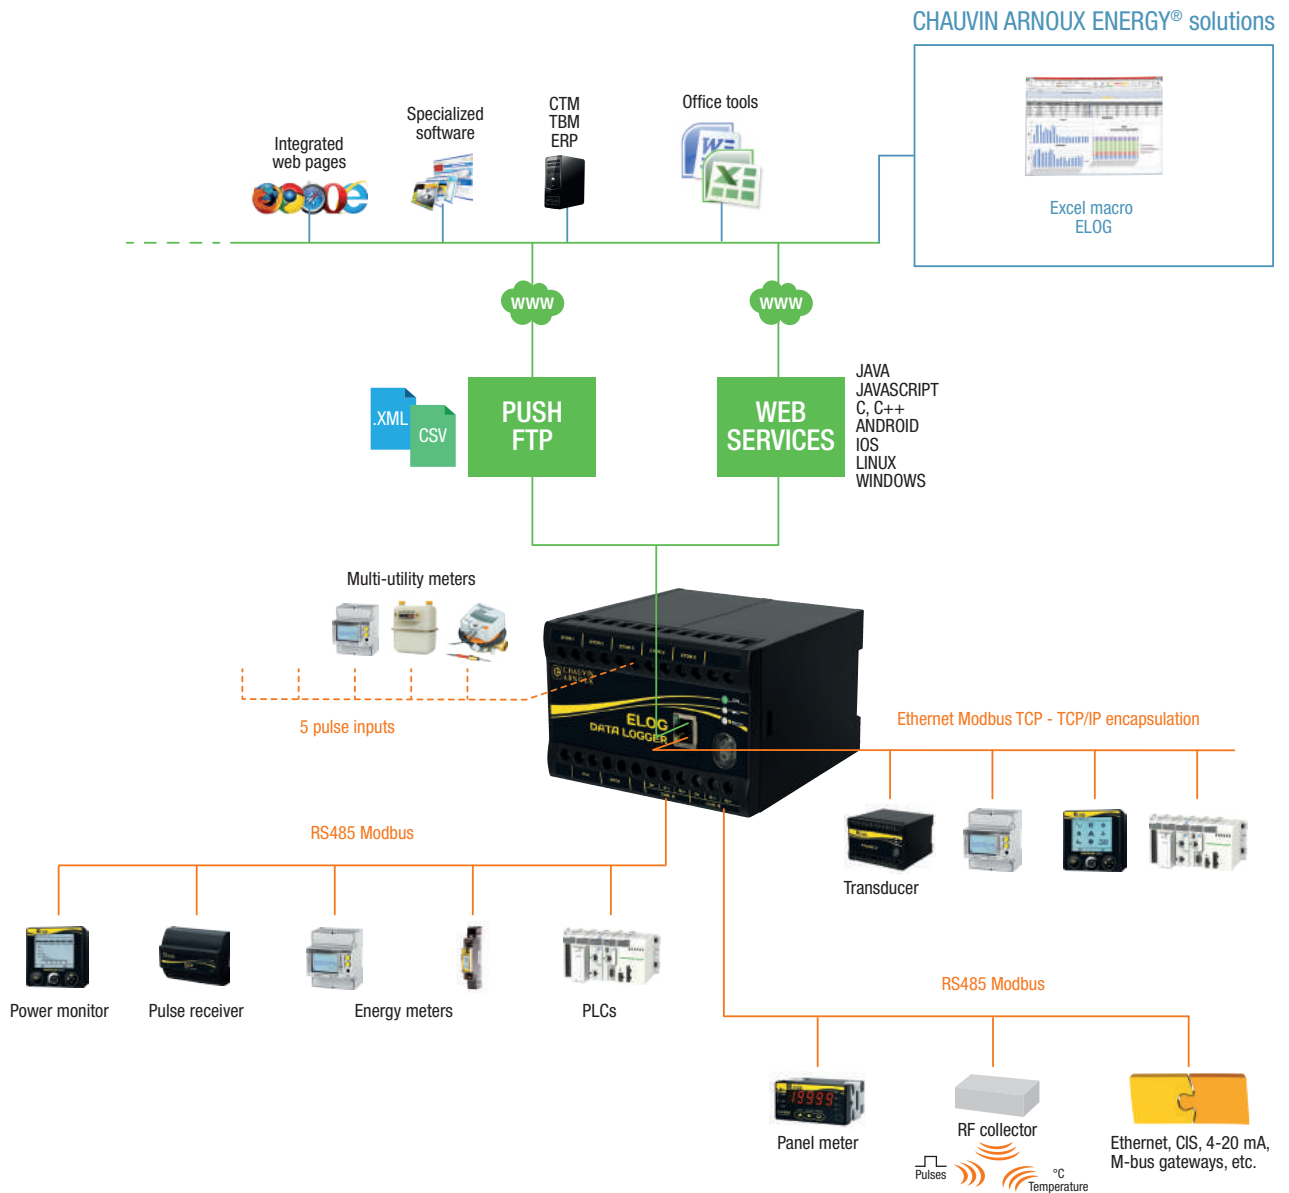 CHAUVIN ARNOUX ENERGY® solutions
Integrated
web pages
Specialized
software
CTM
TBM
ERP
Office tools
Excel macro
ELOG
WWW
WWW
.XML
CSV
PUSH
FTP
WEB
SERVICES
JAVA
JAVASCRIPT
C, C++
ANDROID
IOS
LINUX
WINDOWS
Multi-utility meters
5 pulse inputs
CHAUVIN
ARNOUX
ELOG
DATA LOGGER
Ethernet Modbus TCP - TCP/IP encapsulation
Transducer
RS485 Modbus
Power monitor
Pulse receiver
Energy meters
PLCs
RS485 Modbus
19999
Panel meter
RF collector
Pulses
°C
Temperature
Ethernet, CIS, 4-20 mA,
M-bus gateways, etc.